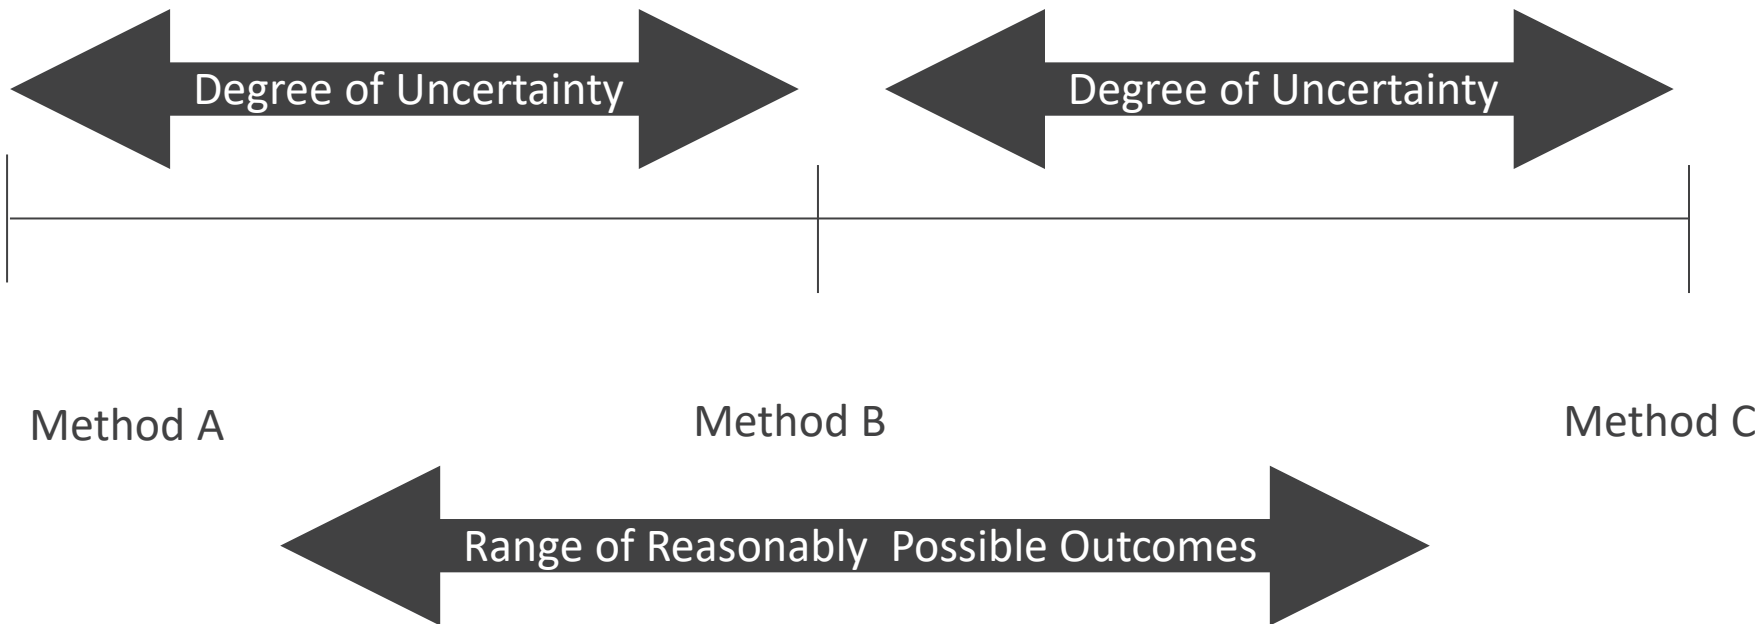 Degree of Uncertainty
Degree of Uncertainty
Method A
Method B
Method C
Range of Reasonably  Possible Outcomes